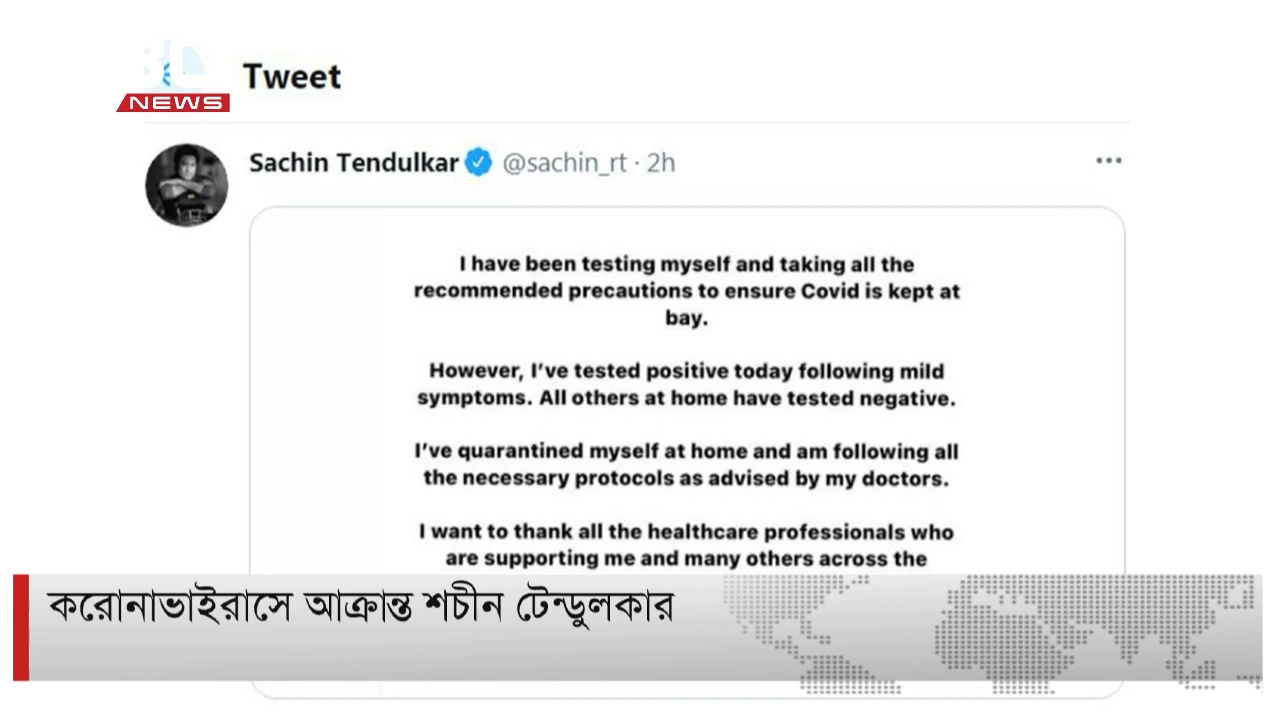 Tweet
NEWS
Sachin Tendulkar @sachin_rt · 2h
I have been testing myself and taking all the
recommended precautions to ensure Covid is kept at
bay.
However, I've tested positive today following mild
symptoms. All others at home have tested negative.
I've quarantined myself at home and am following all
the necessary protocols as advised by my doctors.
I want to thank all the healthcare professionals who
are supporting me and many others across the
করোনাভাইরাসে আক্রান্ত শচীন টেন্ডুলকার